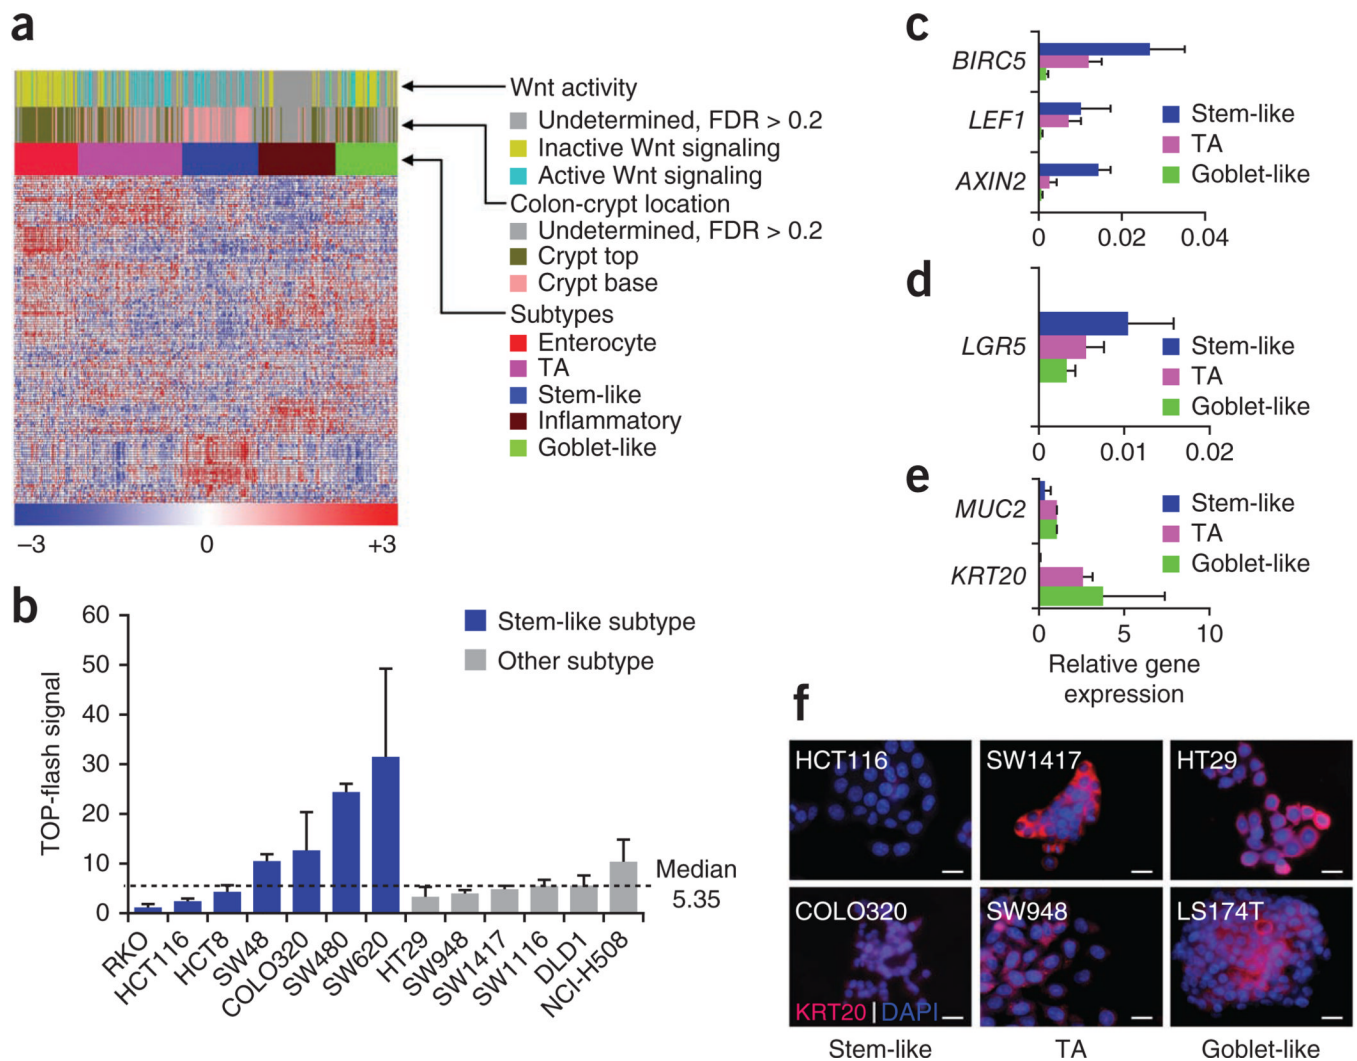 a
Wnt activity
Undetermined, FDR > 0.2
Inactive Wnt signaling
Active Wnt signaling
Colon-crypt location
Undetermined, FDR > 0.2
Crypt top
Crypt base
Subtypes
Enterocyte
TA
Stem-like
Inflammatory
Goblet-like
–3 0 +3
b
TOP-flash signal
60
50
40
30
20
10
0
Stem-like subtype
Other subtype
Median
5.35
RKO
HCT116
HCT8
SW48
COLO320
SW480
SW620
HT29
SW948
SW1417
SW1116
DLD1
NCI-H508
c
BIRC5
LEF1
AXIN2
Stem-like
TA
Goblet-like
0 0.02 0.04
d
LGR5
Stem-like
TA
Goblet-like
0 0.01 0.02
e
MUC2
KRT20
Stem-like
TA
Goblet-like
0 5 10
Relative gene
expression
f
HCT116 SW1417 HT29
COLO320 SW948 LS174T
KRT20 | DAPI
Stem-like TA Goblet-like